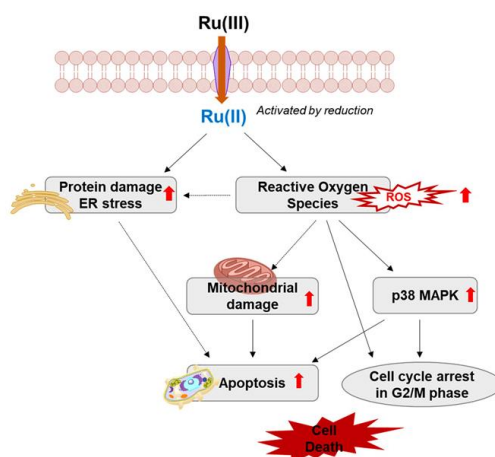 Ru(III)
Ru(II)
Activated by reduction
Protein damage
ER stress
Reactive Oxygen
Species
ROS
Mitochondrial
damage
p38 MAPK
Apoptosis
Cell cycle arrest
in G2/M phase
Cell
Death